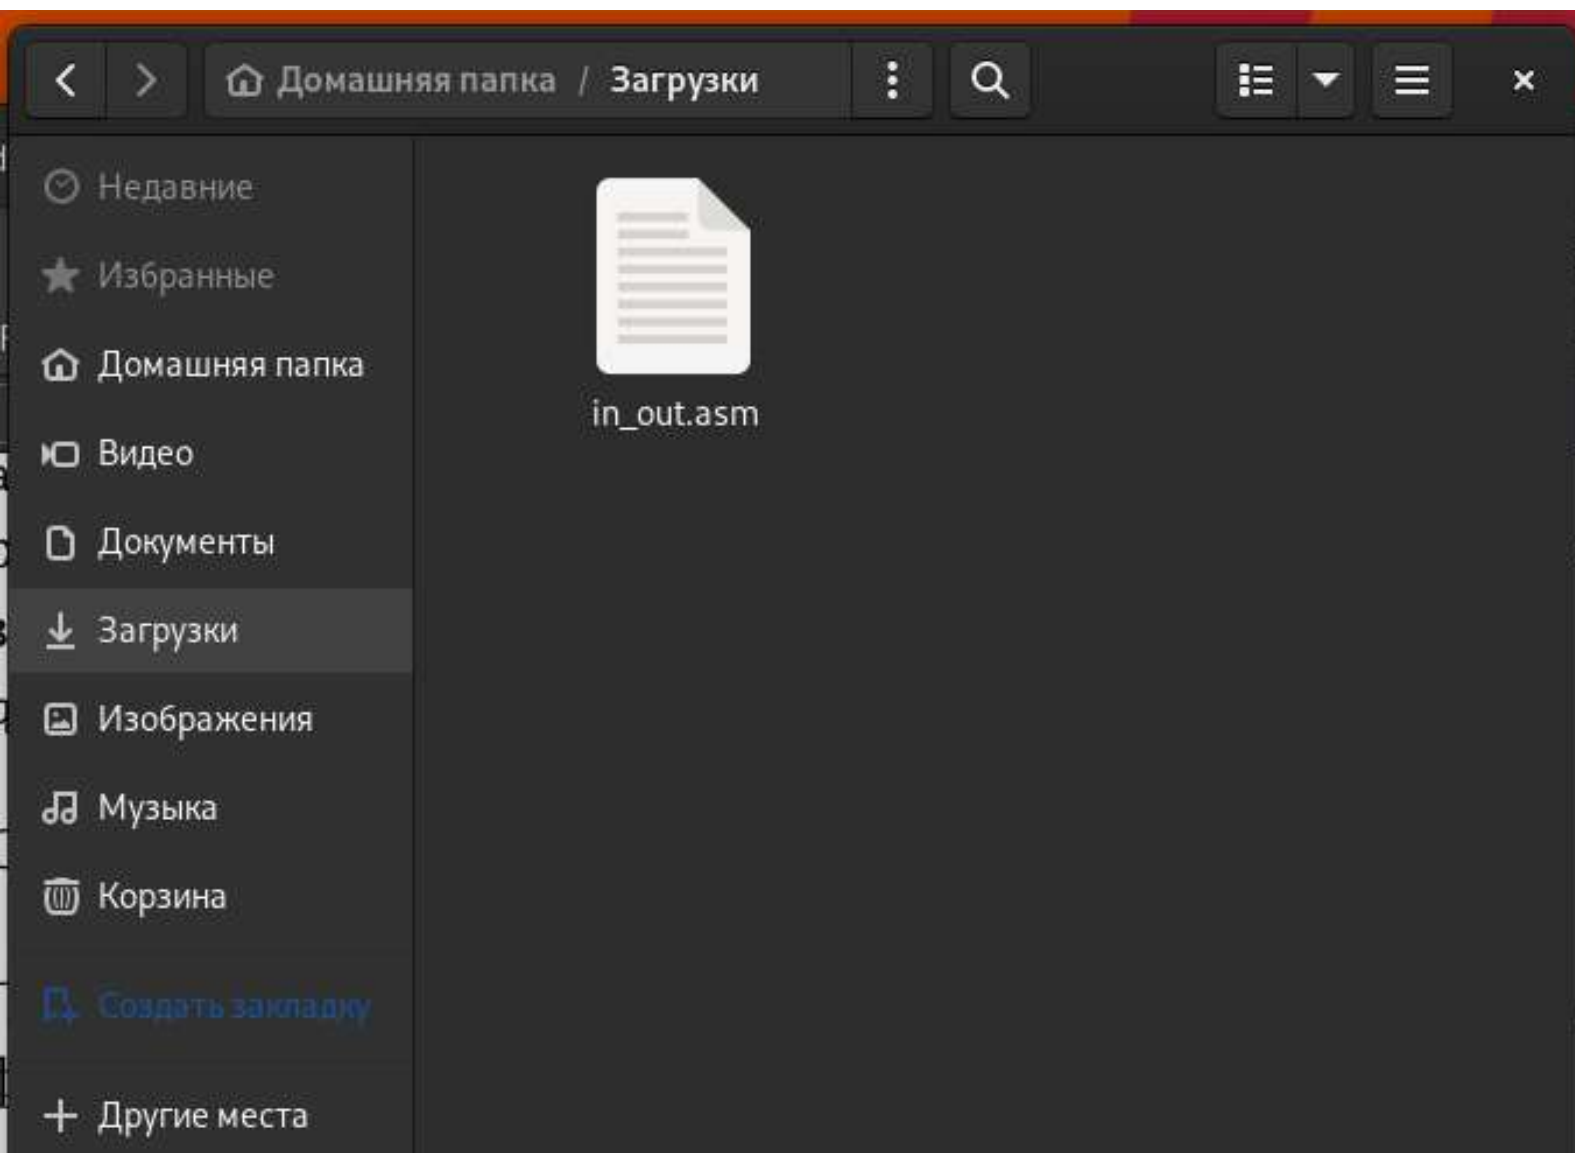 Домашняя папка / Загрузки
Недавние
Избранные
Домашняя папка
Видео
Документы
Загрузки
Изображения
Музыка
Корзина
Создать закладку
Другие места
in_out.asm